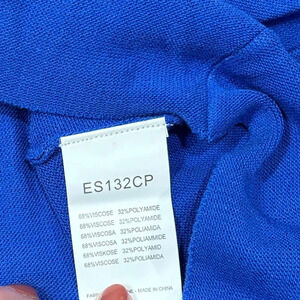 ES132CP
68%VISCOSE 32%POLYAMIDE
68%VISCOSE 32%POLYAMIDE
68%VISCOSA 32%POLIAMIDA
68%VISCOSA 32%POLIAMMIDE
68%VISKOSE 32%POLYAMID
68%VISCOSE 32%POLIAMIDA
MADE IN CHINA